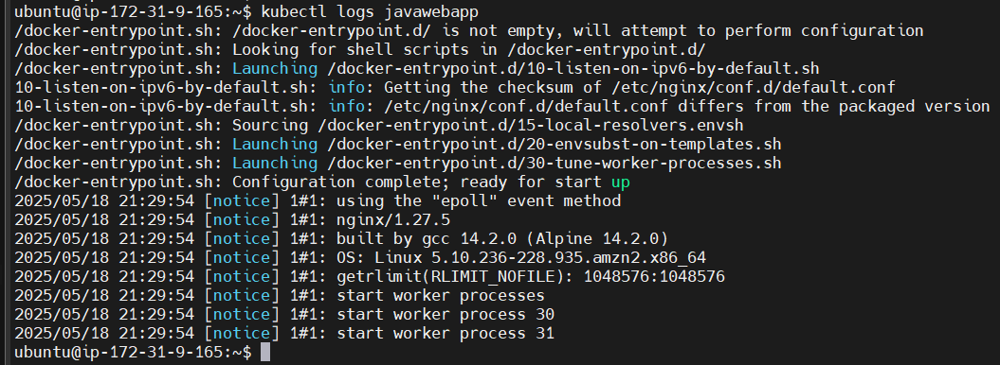 ubuntu@ip-172-31-9-165:~$ kubectl logs javawebapp
/docker-entrypoint.sh: /docker-entrypoint.d/ is not empty, will attempt to perform configuration
/docker-entrypoint.sh: Looking for shell scripts in /docker-entrypoint.d/
/docker-entrypoint.sh: Launching /docker-entrypoint.d/10-listen-on-ipv6-by-default.sh
10-listen-on-ipv6-by-default.sh: info: Getting the checksum of /etc/nginx/conf.d/default.conf
10-listen-on-ipv6-by-default.sh: info: /etc/nginx/conf.d/default.conf differs from the packaged version
/docker-entrypoint.sh: Sourcing /docker-entrypoint.d/15-local-resolvers.envsh
/docker-entrypoint.sh: Launching /docker-entrypoint.d/20-envsubst-on-templates.sh
/docker-entrypoint.sh: Launching /docker-entrypoint.d/30-tune-worker-processes.sh
/docker-entrypoint.sh: Configuration complete; ready for start up
2025/05/18 21:29:54 [notice] 1#1: using the "epoll" event method
2025/05/18 21:29:54 [notice] 1#1: nginx/1.27.5
2025/05/18 21:29:54 [notice] 1#1: built by gcc 14.2.0 (Alpine 14.2.0)
2025/05/18 21:29:54 [notice] 1#1: OS: Linux 5.10.236-228.935.amzn2.x86_64
2025/05/18 21:29:54 [notice] 1#1: getrlimit(RLIMIT_NOFILE): 1048576:1048576
2025/05/18 21:29:54 [notice] 1#1: start worker processes
2025/05/18 21:29:54 [notice] 1#1: start worker process 30
2025/05/18 21:29:54 [notice] 1#1: start worker process 31
ubuntu@ip-172-31-9-165:~$